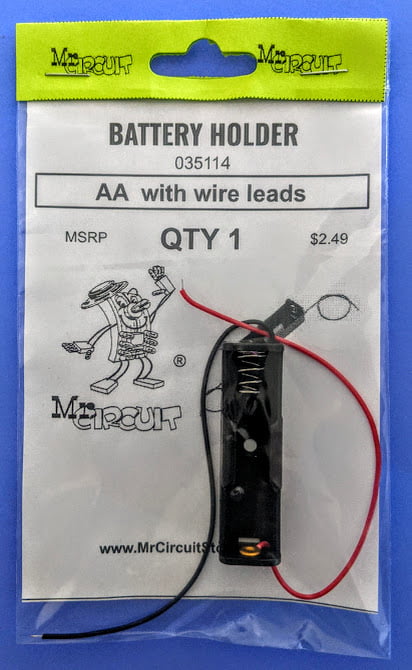 Mr CIRCUIT Mr CIRCUIT
BATTERY HOLDER
035114
AA with wire leads
MSRP QTY 1 $2.49
®
Mr CIRCUIT
www.MrCircuitSto